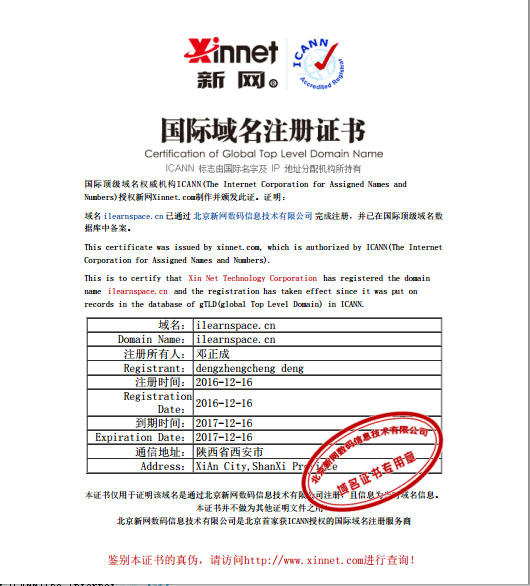 Xinnet
新 网®
ICANN
Accredited Registrar
国际域名注册证书
Certification of Global Top Level Domain Name
ICANN 标志由国际名字及 IP 地址分配机构所持有
国际顶级域名权威机构ICANN(The Internet Corporation for Assigned Names and
Numbers)授权新网Xinnet.com制作并颁发此证。证明：
域名 ilearnspace.cn 已通过 北京新网数码信息技术有限公司 完成注册，并已在国际顶级域名数
据库中备案。
This certificate was issued by xinnet.com, which is authorized by ICANN(The Internet
Corporation for Assigned Names and Numbers).
This is to certify that Xin Net Technology Corporation has registered the domain
name ilearnspace.cn and the registration has taken effect since it was put on
records in the database of gTLD(global Top Level Domain) in ICANN.
域名： ilearnspace.cn
Domain Name: ilearnspace.cn
注册所有人： 邓正成
Registrant: dengzhengcheng deng
注册时间： 2016-12-16
Registration
Date: 2016-12-16
到期时间： 2017-12-16
Expiration Date: 2017-12-16
通信地址： 陕西省西安市
Address: XiAn City,ShanXi Province
北京新网数码信息技术有限公司
域名证书专用章
本证书仅用于证明该域名是通过北京新网数码信息技术有限公司注册，且信息为当前域名信息。
本证书并不做为其他证明文件之用
北京新网数码信息技术有限公司是北京首家获ICANN授权的国际域名注册服务商
鉴别本证书的真伪，请访问http://www.xinnet.com进行查询！